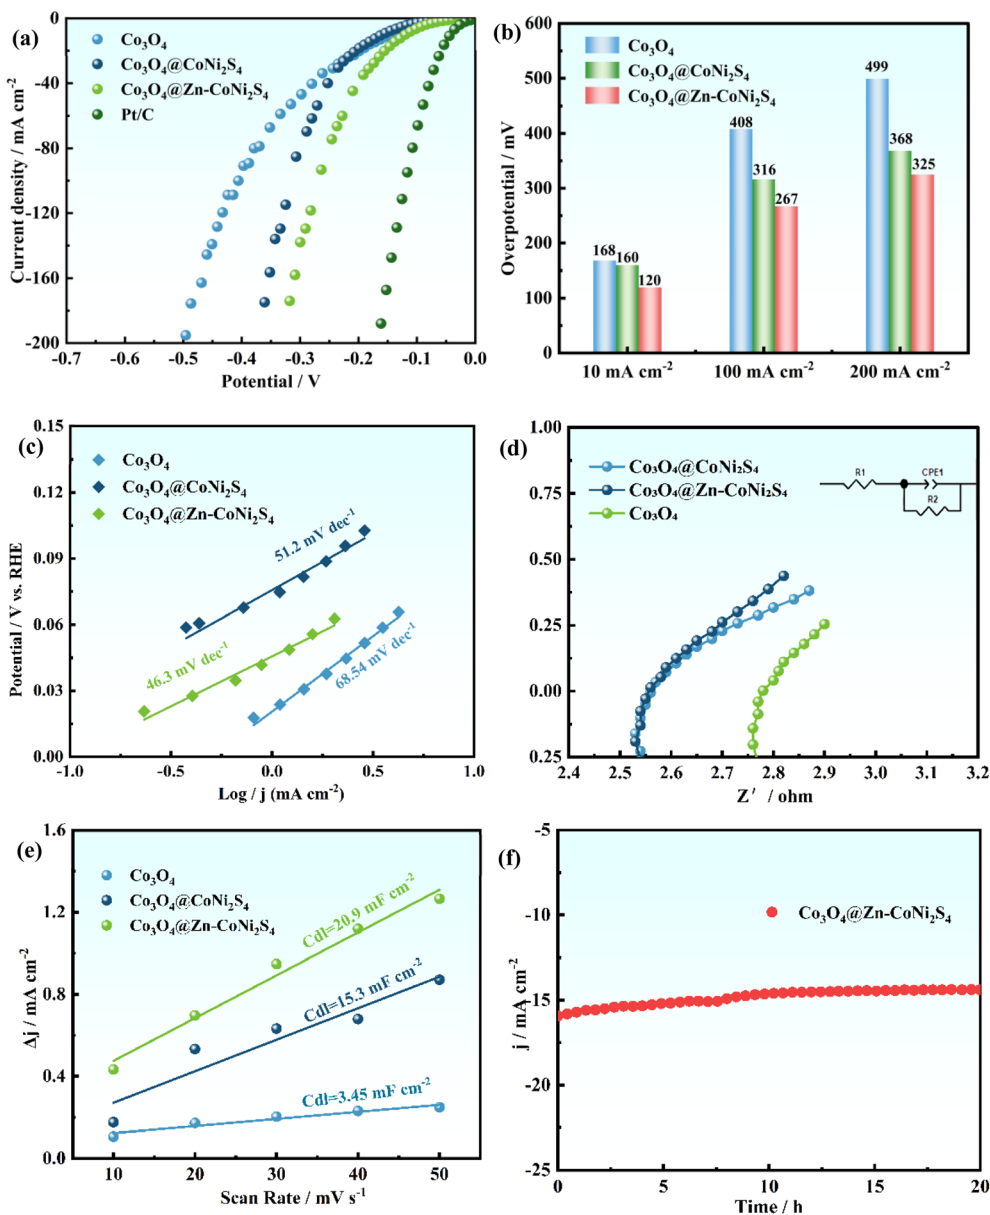 (a)
Co₃O₄
Co₃O₄@CoNi₂S₄
Co₃O₄@Zn-CoNi₂S₄
Pt/C
Current density / mA cm⁻²
0
-40
-80
-120
-160
-200
-0.7 -0.6 -0.5 -0.4 -0.3 -0.2 -0.1 0.0
Potential / V
(b)
Co₃O₄
Co₃O₄@CoNi₂S₄
Co₃O₄@Zn-CoNi₂S₄
Overpotential / mV
600
500
400
300
200
100
0
168 160 120
408 316 267
499 368 325
10 mA cm⁻² 100 mA cm⁻² 200 mA cm⁻²
(c)
Co₃O₄
Co₃O₄@CoNi₂S₄
Co₃O₄@Zn-CoNi₂S₄
51.2 mV dec⁻¹
46.3 mV dec⁻¹
68.54 mV dec⁻¹
Potential / V vs. RHE
0.15
0.12
0.09
0.06
0.03
0.00
-1.0 -0.5 0.0 0.5 1.0
Log / j (mA cm⁻²)
(d)
Co₃O₄@CoNi₂S₄
Co₃O₄@Zn-CoNi₂S₄
Co₃O₄
R1 CPE1
R2
1.00
0.75
0.50
0.25
0.00
0.25
2.4 2.5 2.6 2.7 2.8 2.9 3.0 3.1 3.2
Z′ / ohm
(e)
Co₃O₄
Co₃O₄@CoNi₂S₄
Co₃O₄@Zn-CoNi₂S₄
Cdl=20.9 mF cm⁻²
Cdl=15.3 mF cm⁻²
Cdl=3.45 mF cm⁻²
Δj / mA cm⁻²
1.6
1.2
0.8
0.4
0.0
10 20 30 40 50
Scan Rate / mV s⁻¹
(f)
Co₃O₄@Zn-CoNi₂S₄
j / mA cm⁻²
-5
-10
-15
-20
-25
0 5 10 15 20
Time / h